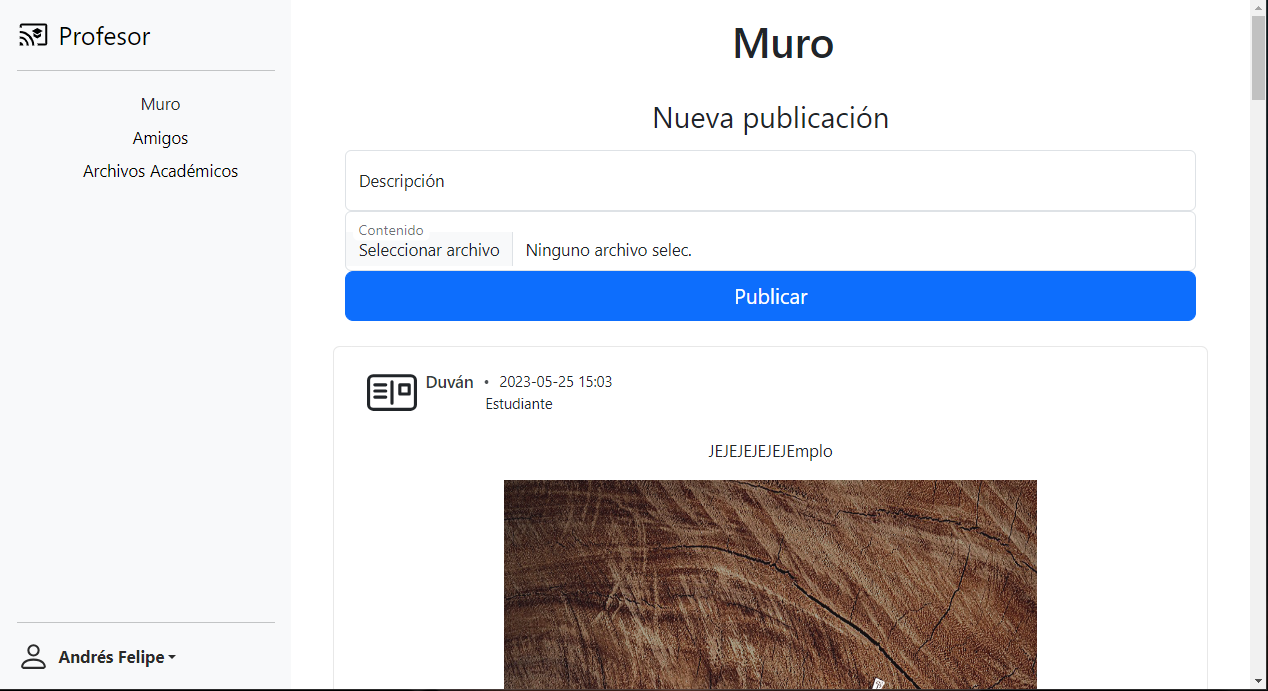 Profesor
Muro
Amigos
Archivos Académicos
Andrés Felipe
Muro
Nueva publicación
Descripción
Contenido
Seleccionar archivo Ninguno archivo selec.
Publicar
Duván • 2023-05-25 15:03
Estudiante
JEJEJEJEJEJEmplo